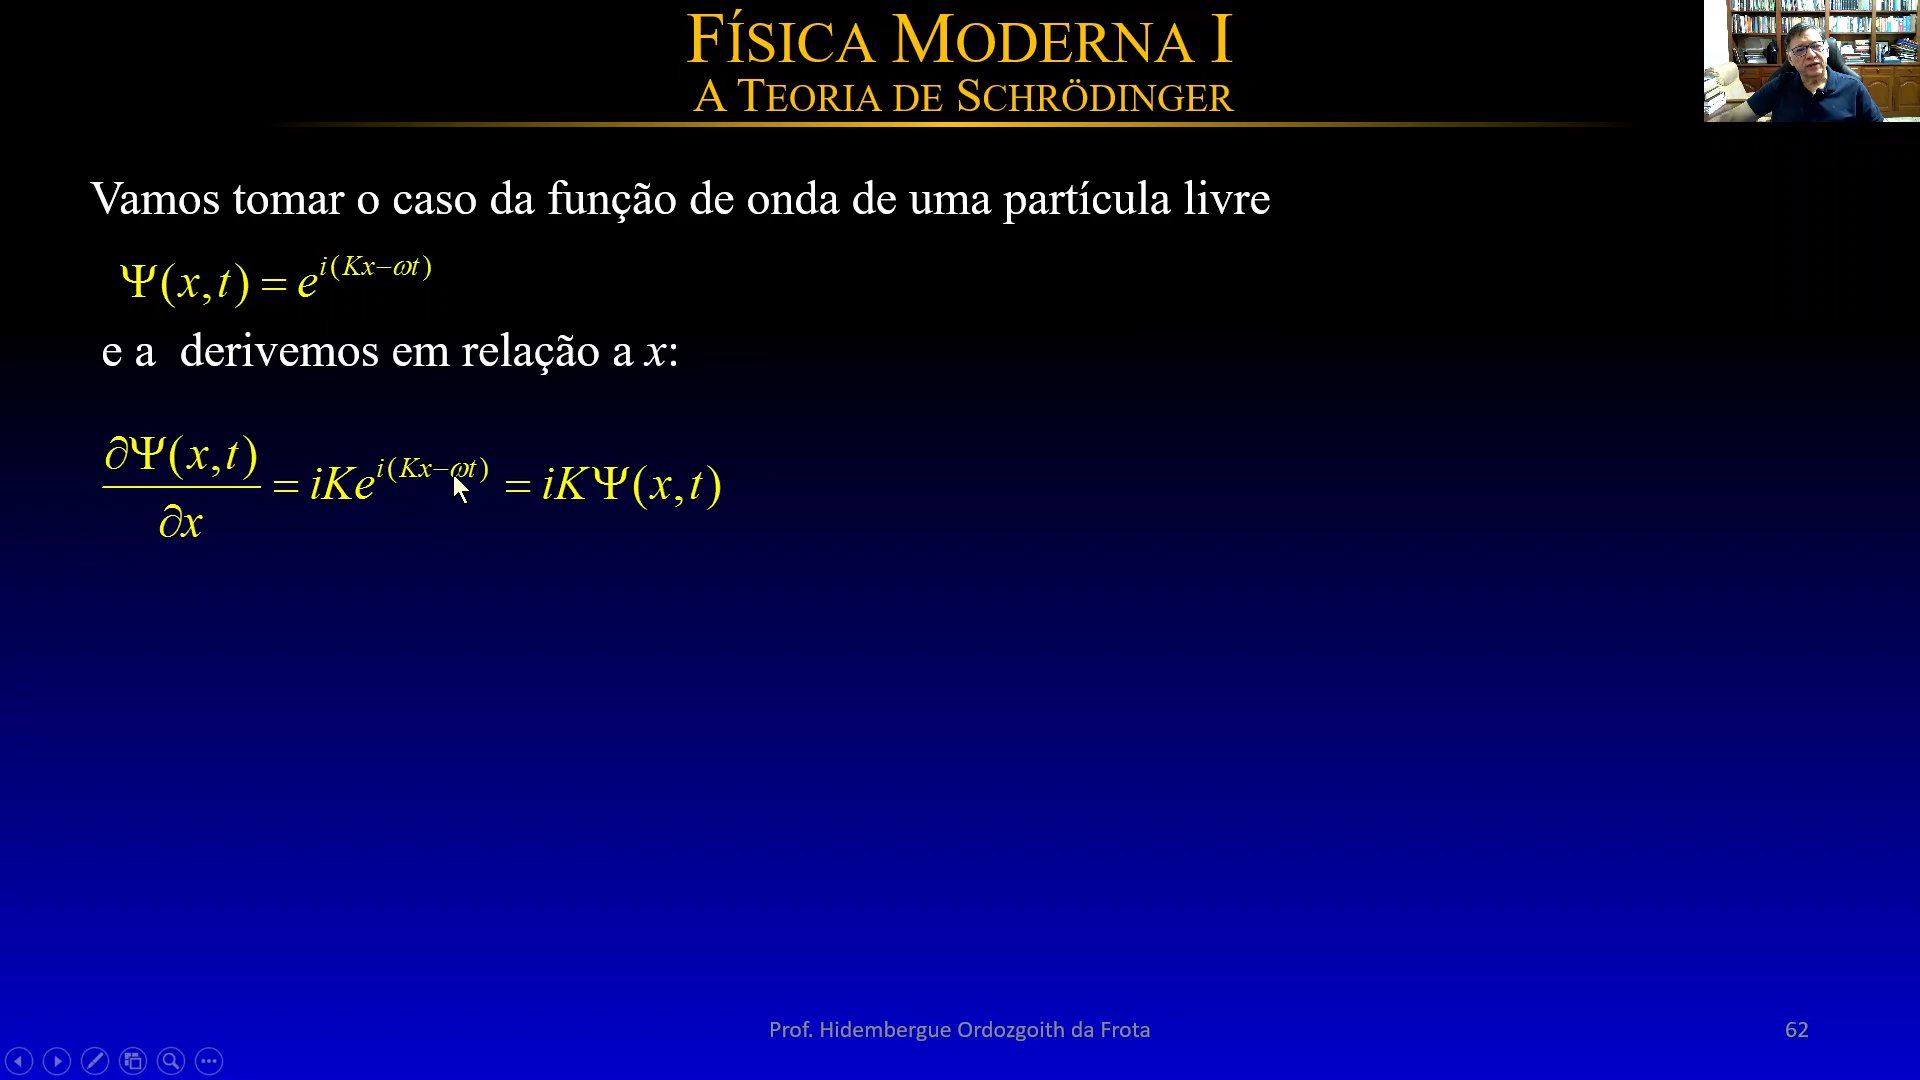 FÍSICA MODERNA I
A TEORIA DE SCHRÖDINGER
Vamos tomar o caso da função de onda de uma partícula livre
Ψ(x,t) = e^{i(Kx−ωt)}
e a derivemos em relação a x:
∂Ψ(x,t)/∂x = iKe^{i(Kx−ωt)} = iKΨ(x,t)
Prof. Hidembergue Ordozgoith da Frota
62